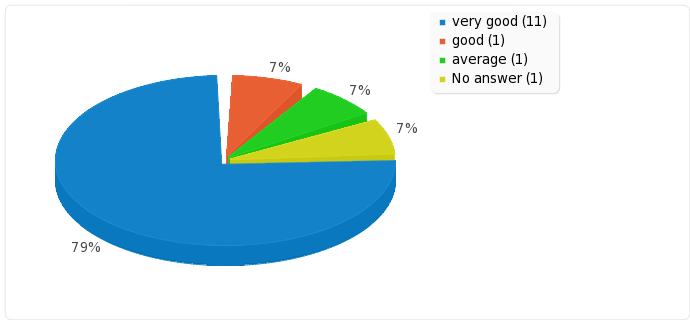 very good (11)
good (1)
average (1)
No answer (1)
7%
7%
7%
79%